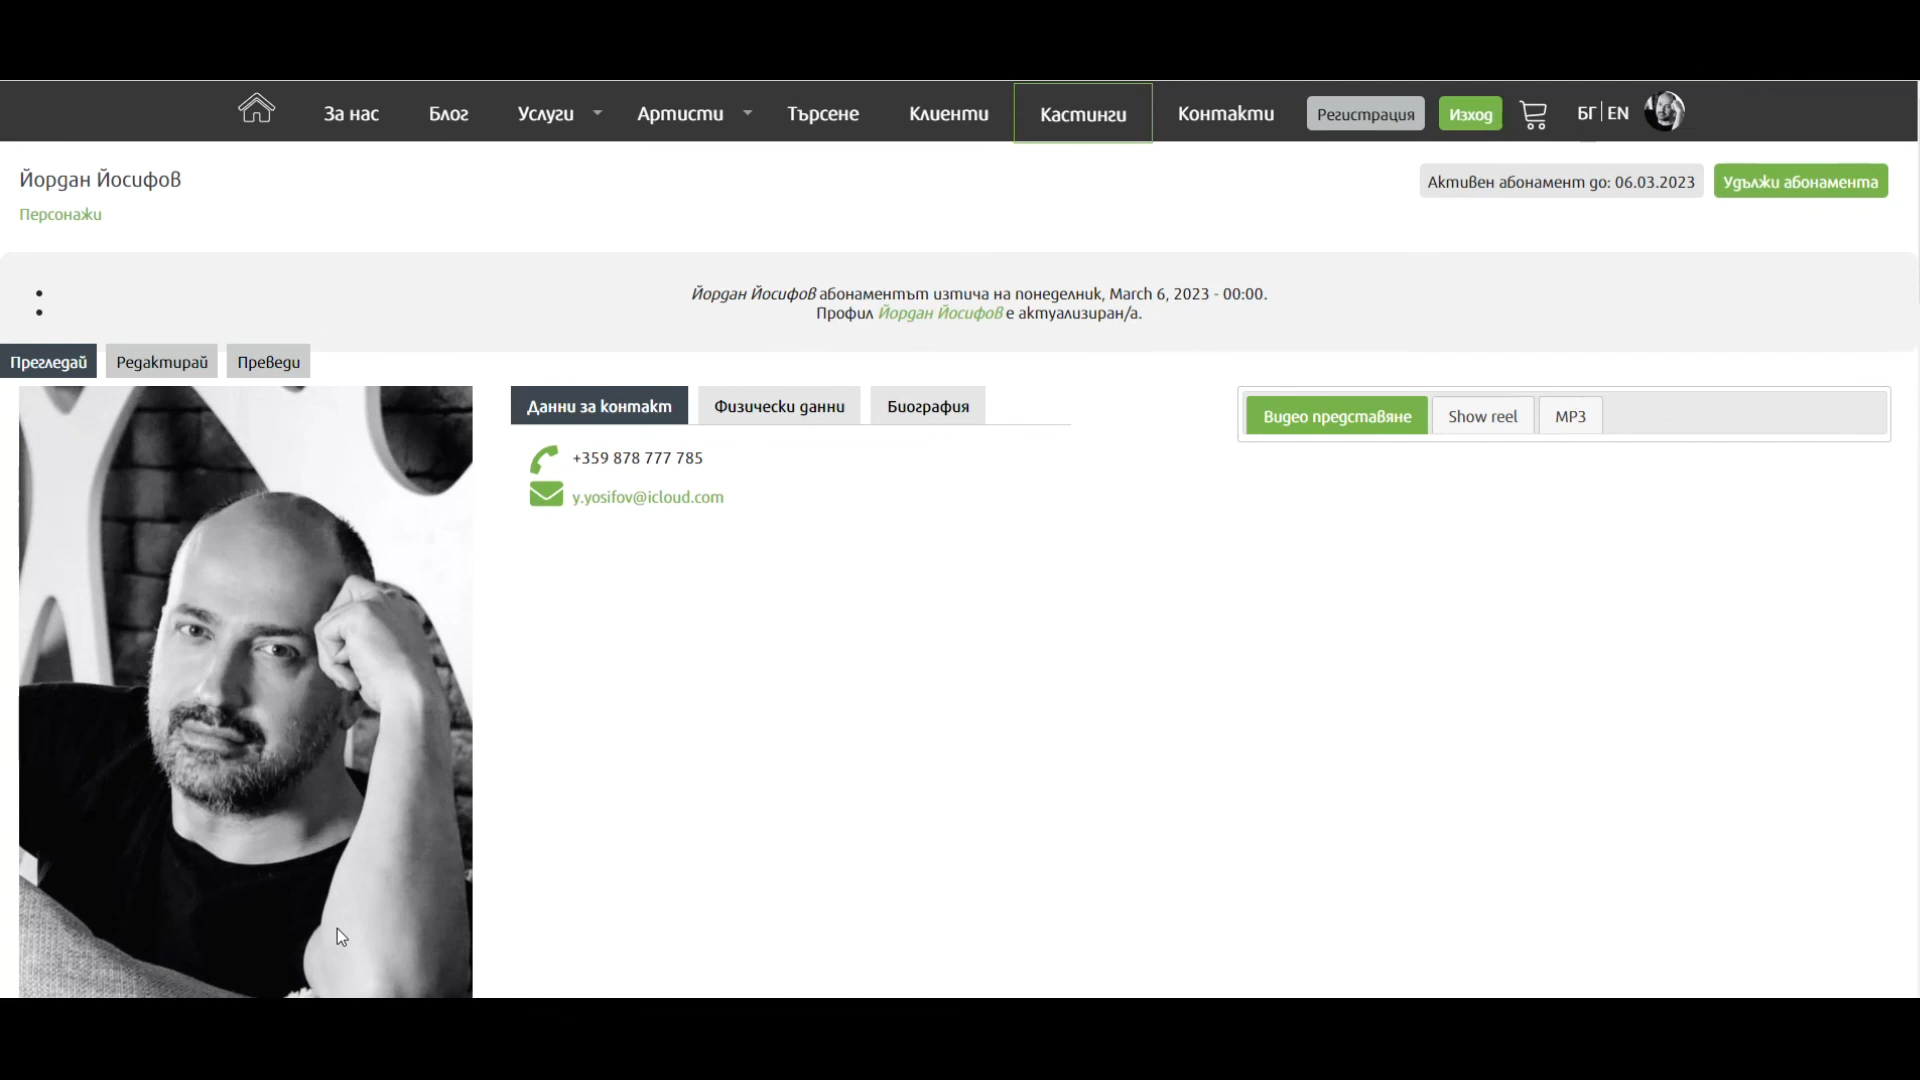 За нас
Блог
Услуги
Артисти
Търсене
Клиенти
Кастинги
Контакти
Регистрация
Изход
БГ|EN
Йордан Йосифов
Персонажи
Активен абонамент до: 06.03.2023
Удължи абонамента
Йордан Йосифов абонаментът изтича на понеделник, March 6, 2023 - 00:00.
Профил Йордан Йосифов е актуализиран/а.
Прегледай
Редактирай
Преведи
Данни за контакт
Физически данни
Биография
+359 878 777 785
y.yosifov@icloud.com
Видео представяне
Show reel
MP3